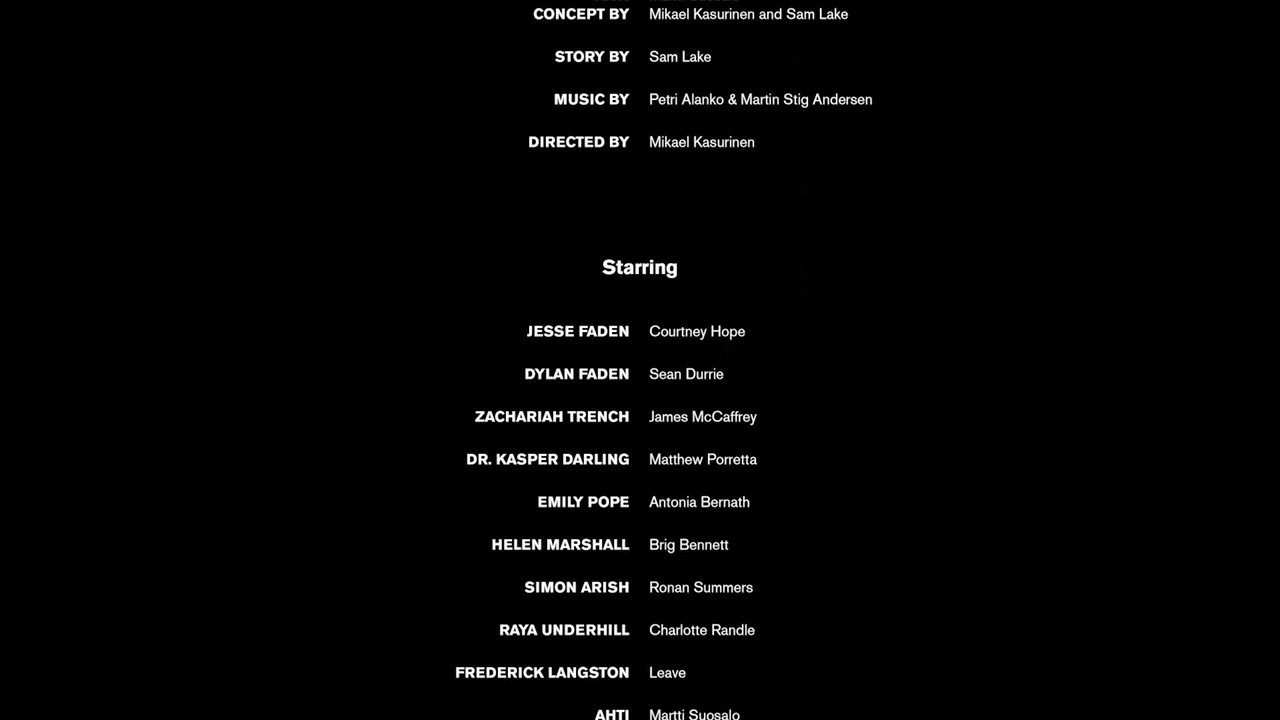 CONCEPT BY Mikael Kasurinen and Sam Lake
STORY BY Sam Lake
MUSIC BY Petri Alanko & Martin Stig Andersen
DIRECTED BY Mikael Kasurinen
Starring
JESSE FADEN Courtney Hope
DYLAN FADEN Sean Durrie
ZACHARIAH TRENCH James McCaffrey
DR. KASPER DARLING Matthew Porretta
EMILY POPE Antonia Bernath
HELEN MARSHALL Brig Bennett
SIMON ARISH Ronan Summers
RAYA UNDERHILL Charlotte Randle
FREDERICK LANGSTON Leave
AHTI Martti Suosalo